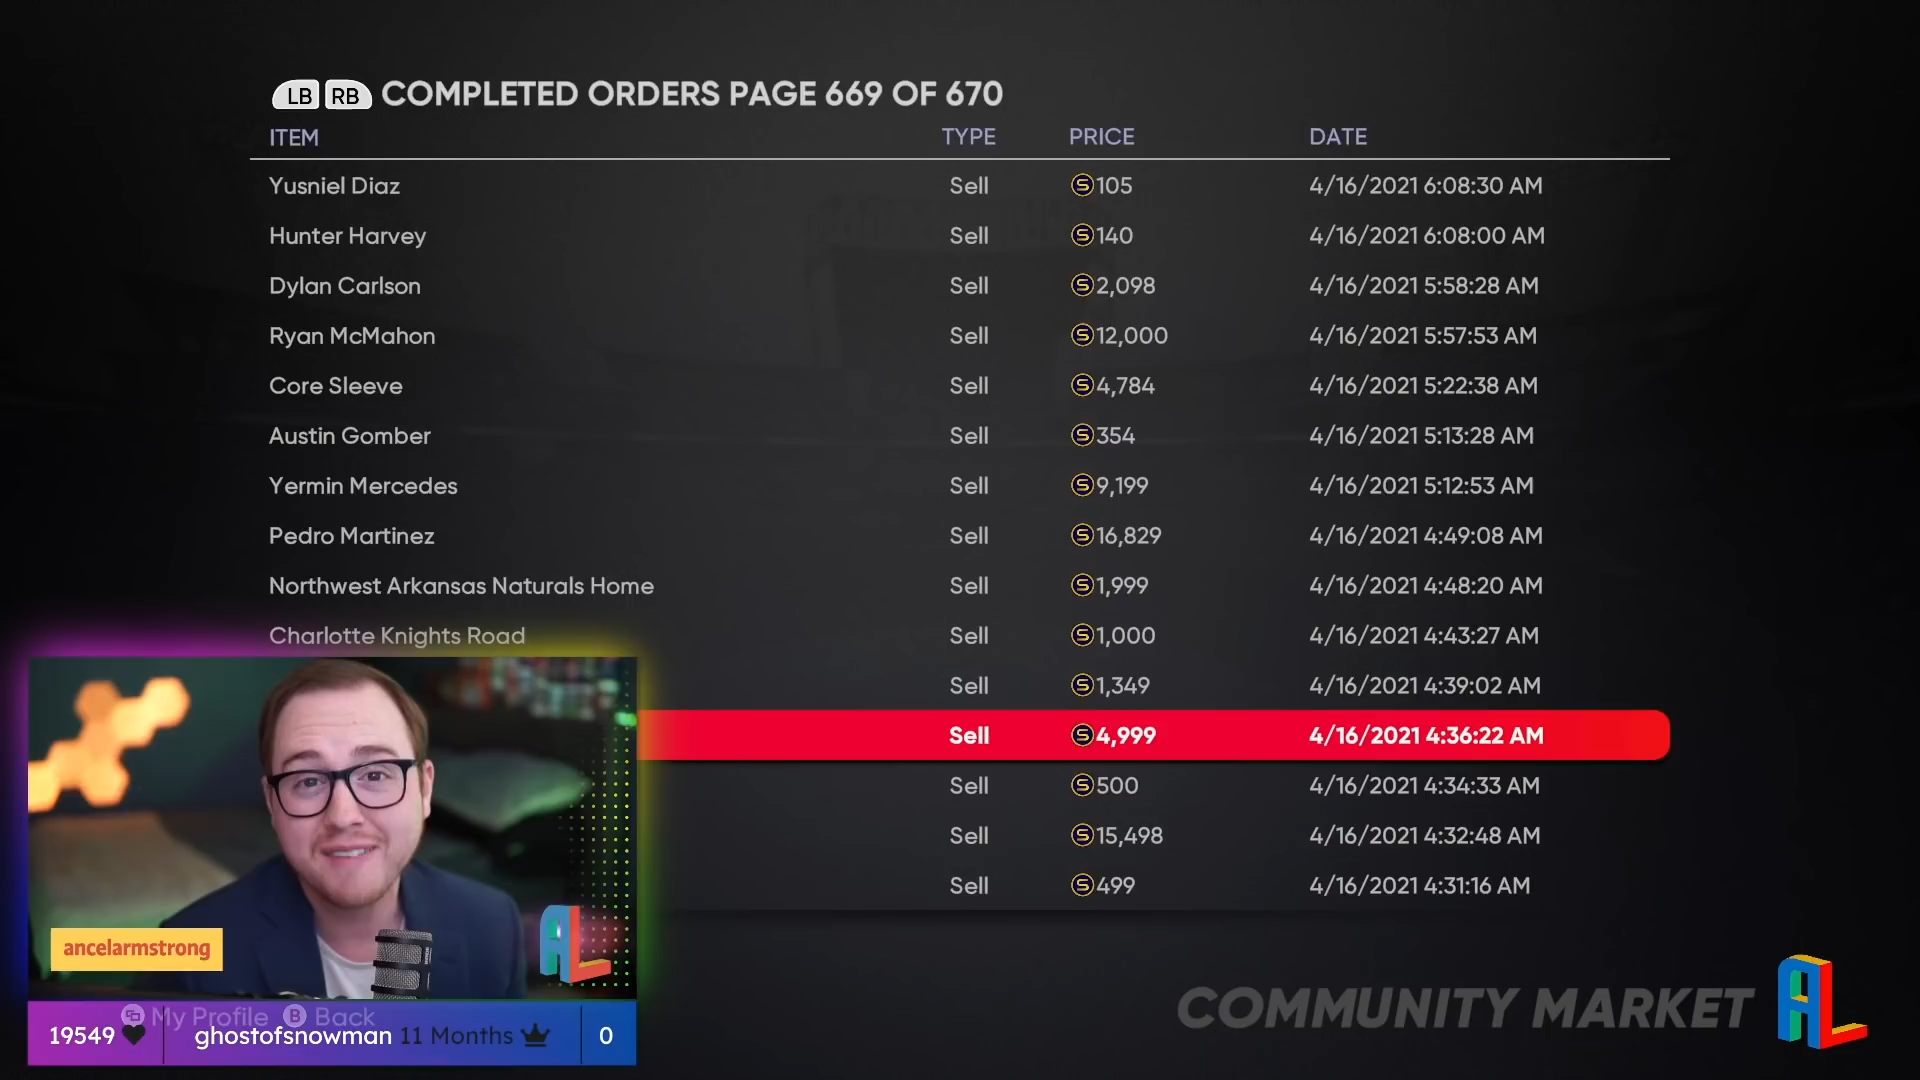 LB RB COMPLETED ORDERS PAGE 669 OF 670
ITEM TYPE PRICE DATE
Yusniel Diaz Sell 105 4/16/2021 6:08:30 AM
Hunter Harvey Sell 140 4/16/2021 6:08:00 AM
Dylan Carlson Sell 2,098 4/16/2021 5:58:28 AM
Ryan McMahon Sell 12,000 4/16/2021 5:57:53 AM
Core Sleeve Sell 4,784 4/16/2021 5:22:38 AM
Austin Gomber Sell 354 4/16/2021 5:13:28 AM
Yermin Mercedes Sell 9,199 4/16/2021 5:12:53 AM
Pedro Martinez Sell 16,829 4/16/2021 4:49:08 AM
Northwest Arkansas Naturals Home Sell 1,999 4/16/2021 4:48:20 AM
Charlotte Knights Road Sell 1,000 4/16/2021 4:43:27 AM
Sell 1,349 4/16/2021 4:39:02 AM
Sell 4,999 4/16/2021 4:36:22 AM
Sell 500 4/16/2021 4:34:33 AM
Sell 15,498 4/16/2021 4:32:48 AM
Sell 499 4/16/2021 4:31:16 AM
ancelarmstrong
AL
COMMUNITY MARKET AL
My Profile B Back
19549 ghostofsnowman 11 Months 0